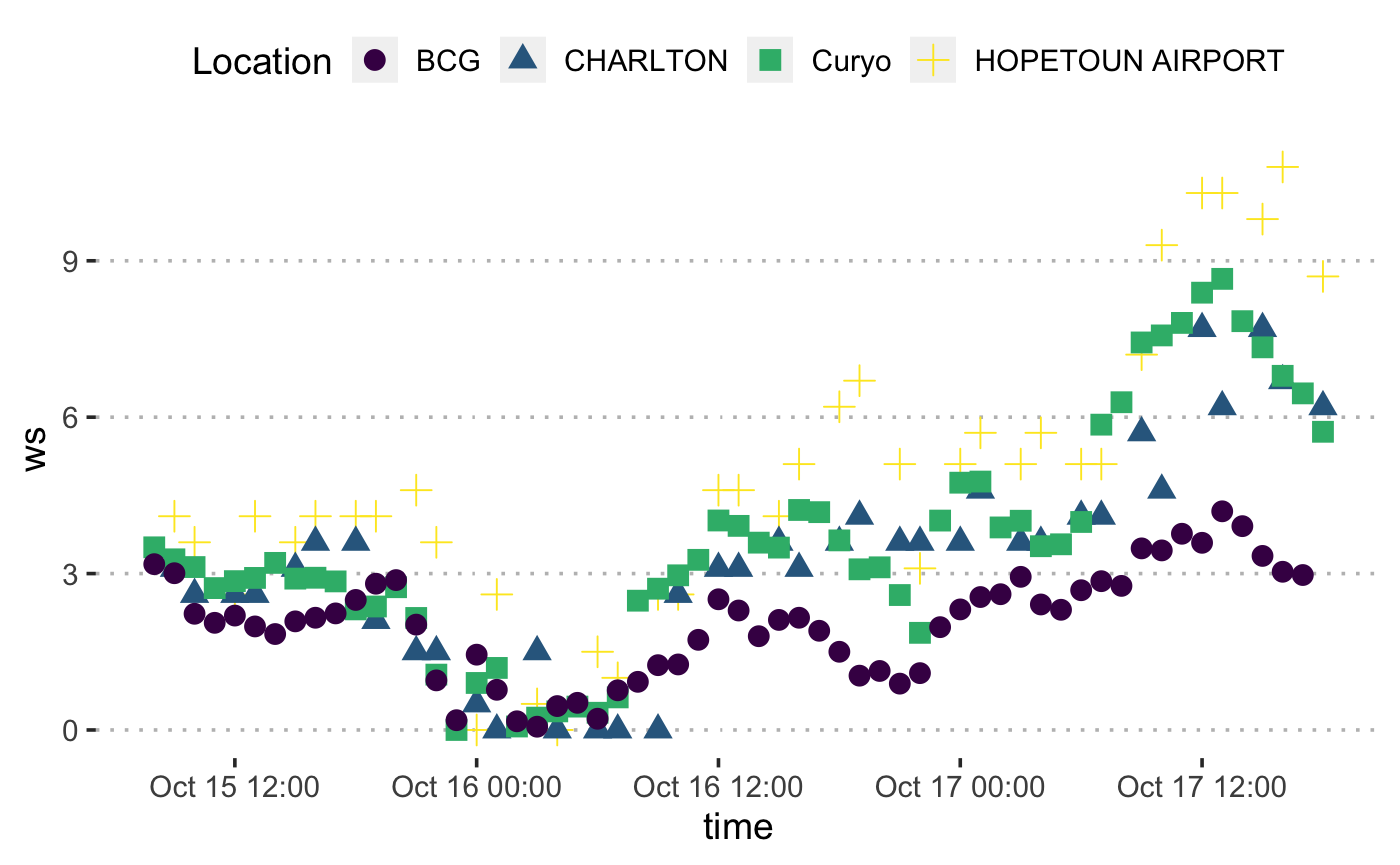 Location BCG CHARLTON Curyo HOPETOUN AIRPORT
9
6
3
0
ws
Oct 15 12:00 Oct 16 00:00 Oct 16 12:00 Oct 17 00:00 Oct 17 12:00
time